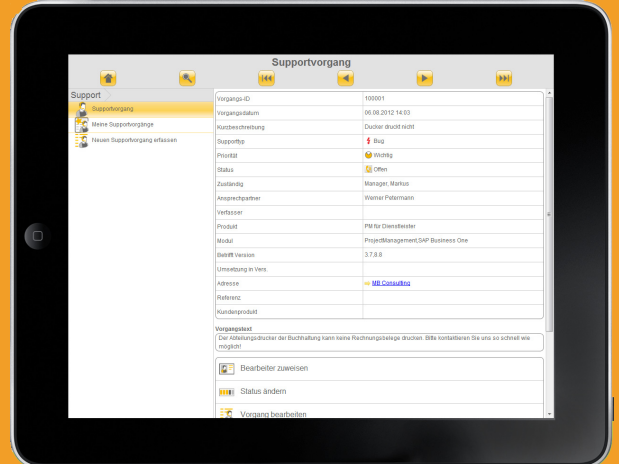 Supportvorgang
Support
Supportvorgang
Meine Supportvorgänge
Neuen Supportvorgang erfassen
Vorgangs-ID 100001
Vorgangsdatum 06.08.2012 14:03
Kurzbeschreibung Ducker druckt nicht
Supporttyp Bug
Priorität Wichtig
Status Offen
Zuständig Manager, Markus
Ansprechpartner Werner Petermann
Verfasser
Produkt PM für Dienstleister
Modul ProjectManagement,SAP Business One
Betrifft Version 3.7.8.8
Umsetzung in Vers.
Adresse MB Consulting
Referenz
Kundenprodukt
Vorgangstext
Der Abteilungsdrucker der Buchhaltung kann keine Rechnungsbelege drucken. Bitte kontaktieren Sie uns so schnell wie
möglich!
Bearbeiter zuweisen
Status ändern
Vorgang bearbeiten